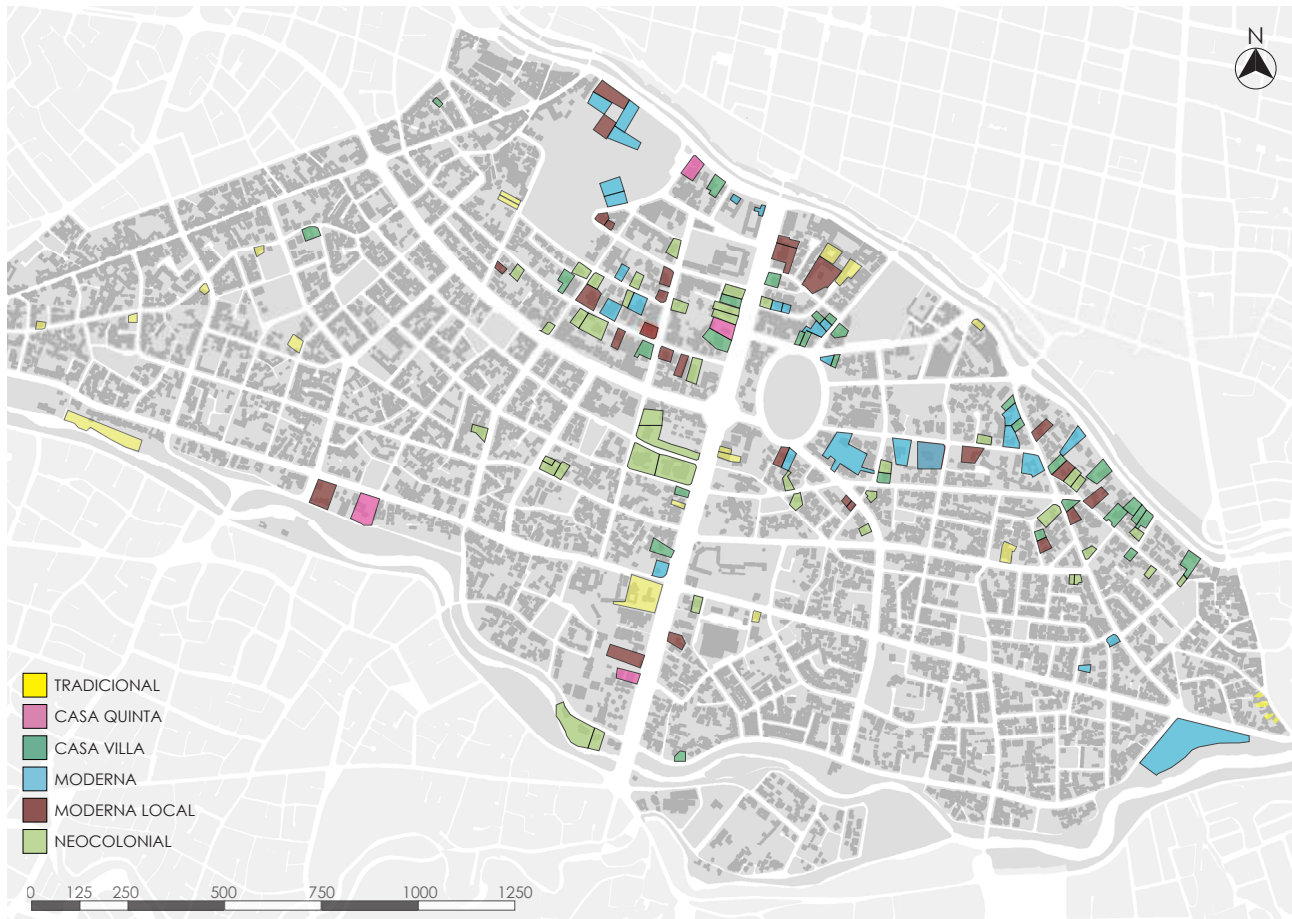 N
TRADICIONAL
CASA QUINTA
CASA VILLA
MODERNA
MODERNA LOCAL
NEOCOLONIAL
0 125 250 500 750 1000 1250